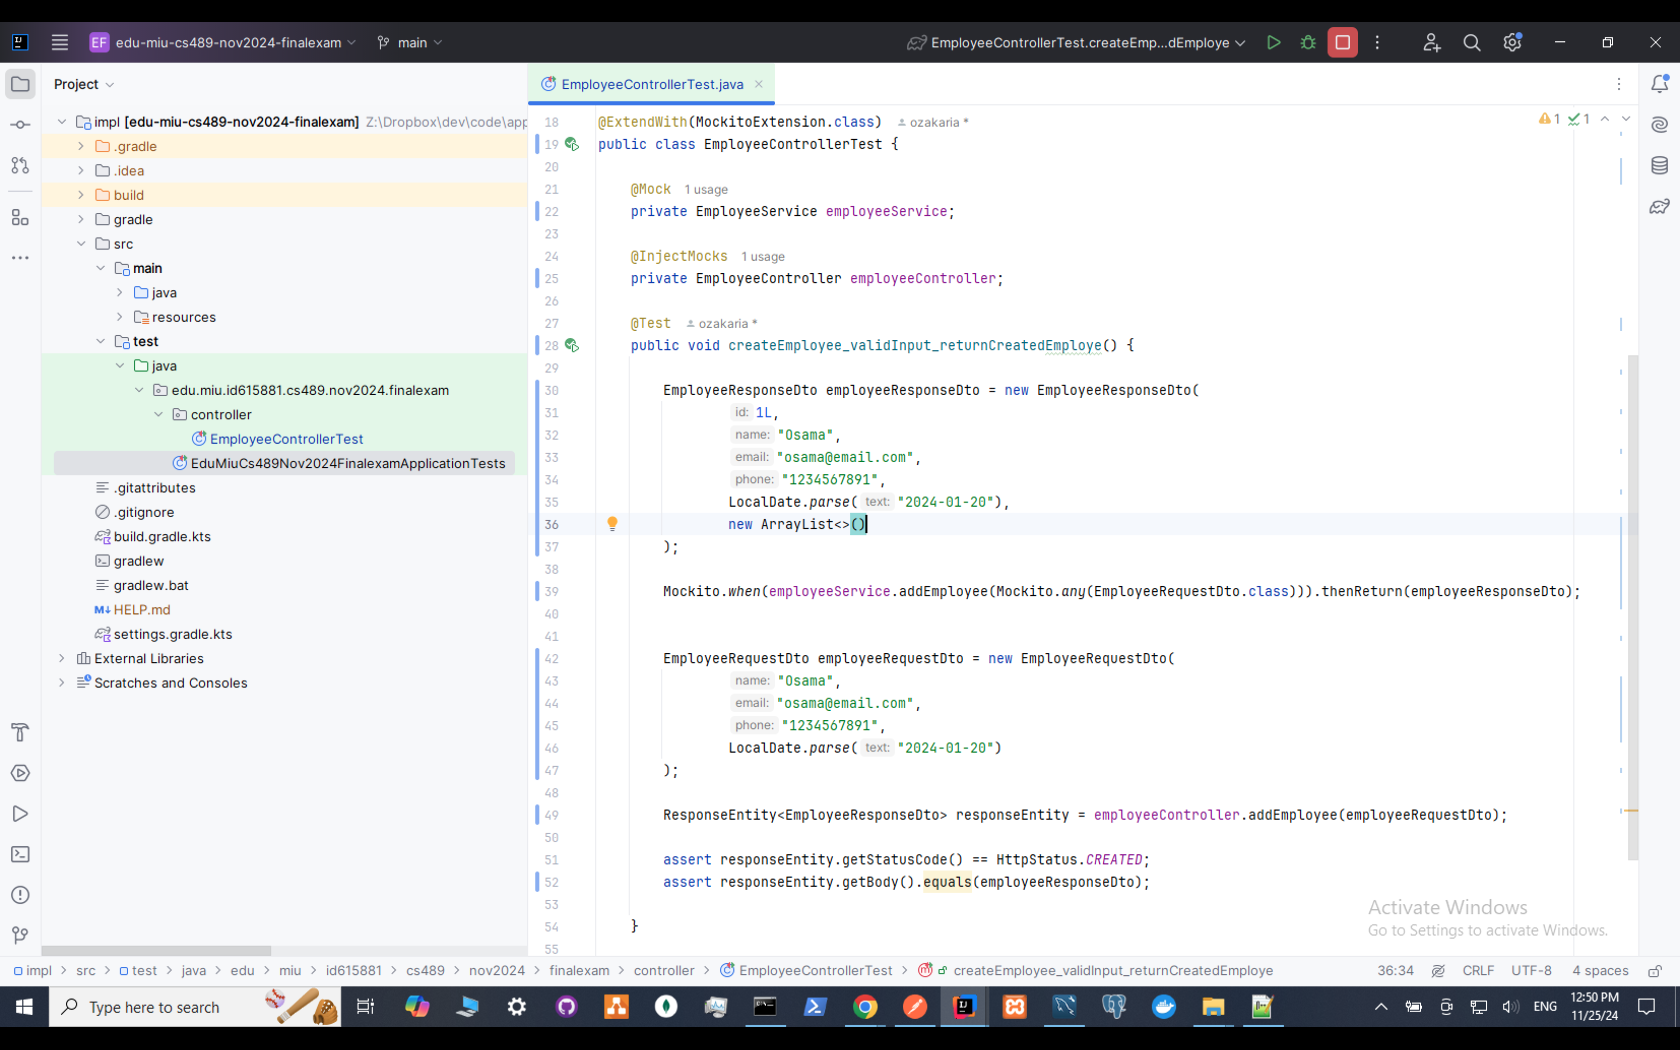 EF edu-miu-cs489-nov2024-finalexam main EmployeeControllerTest.createEmp...dEmploye
Project
EmployeeControllerTest.java
impl [edu-miu-cs489-nov2024-finalexam] Z:\Dropbox\dev\code\app
.gradle
.idea
build
gradle
src
main
java
resources
test
java
edu.miu.id615881.cs489.nov2024.finalexam
controller
EmployeeControllerTest
EduMiuCs489Nov2024FinalexamApplicationTests
.gitattributes
.gitignore
build.gradle.kts
gradlew
gradlew.bat
M↓ HELP.md
settings.gradle.kts
External Libraries
Scratches and Consoles
18 @ExtendWith(MockitoExtension.class) ozakaria *
19 public class EmployeeControllerTest {
20
21 @Mock 1 usage
22 private EmployeeService employeeService;
23
24 @InjectMocks 1 usage
25 private EmployeeController employeeController;
26
27 @Test ozakaria *
28 public void createEmployee_validInput_returnCreatedEmploye() {
29
30 EmployeeResponseDto employeeResponseDto = new EmployeeResponseDto(
31 id: 1L,
32 name: "Osama",
33 email: "osama@email.com",
34 phone: "1234567891",
35 LocalDate.parse( text: "2024-01-20"),
36 new ArrayList<>()
37 );
38
39 Mockito.when(employeeService.addEmployee(Mockito.any(EmployeeRequestDto.class))).thenReturn(employeeResponseDto);
40
41
42 EmployeeRequestDto employeeRequestDto = new EmployeeRequestDto(
43 name: "Osama",
44 email: "osama@email.com",
45 phone: "1234567891",
46 LocalDate.parse( text: "2024-01-20")
47 );
48
49 ResponseEntity<EmployeeResponseDto> responseEntity = employeeController.addEmployee(employeeRequestDto);
50
51 assert responseEntity.getStatusCode() == HttpStatus.CREATED;
52 assert responseEntity.getBody().equals(employeeResponseDto);
53
54 }
55
1 1
Activate Windows
Go to Settings to activate Windows.
impl > src > test > java > edu > miu > id615881 > cs489 > nov2024 > finalexam > controller > EmployeeControllerTest > createEmployee_validInput_returnCreatedEmploye 36:34 CRLF UTF-8 4 spaces
Type here to search
ENG
12:50 PM
11/25/24